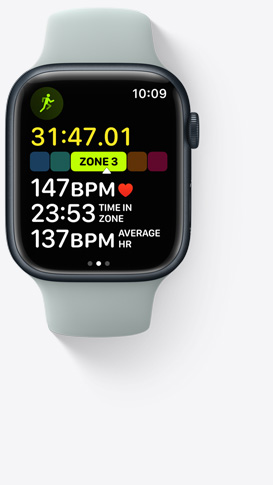 10:09
31:47.01
ZONE 3
147BPM
23:53 TIME IN
ZONE
137BPM AVERAGE
HR